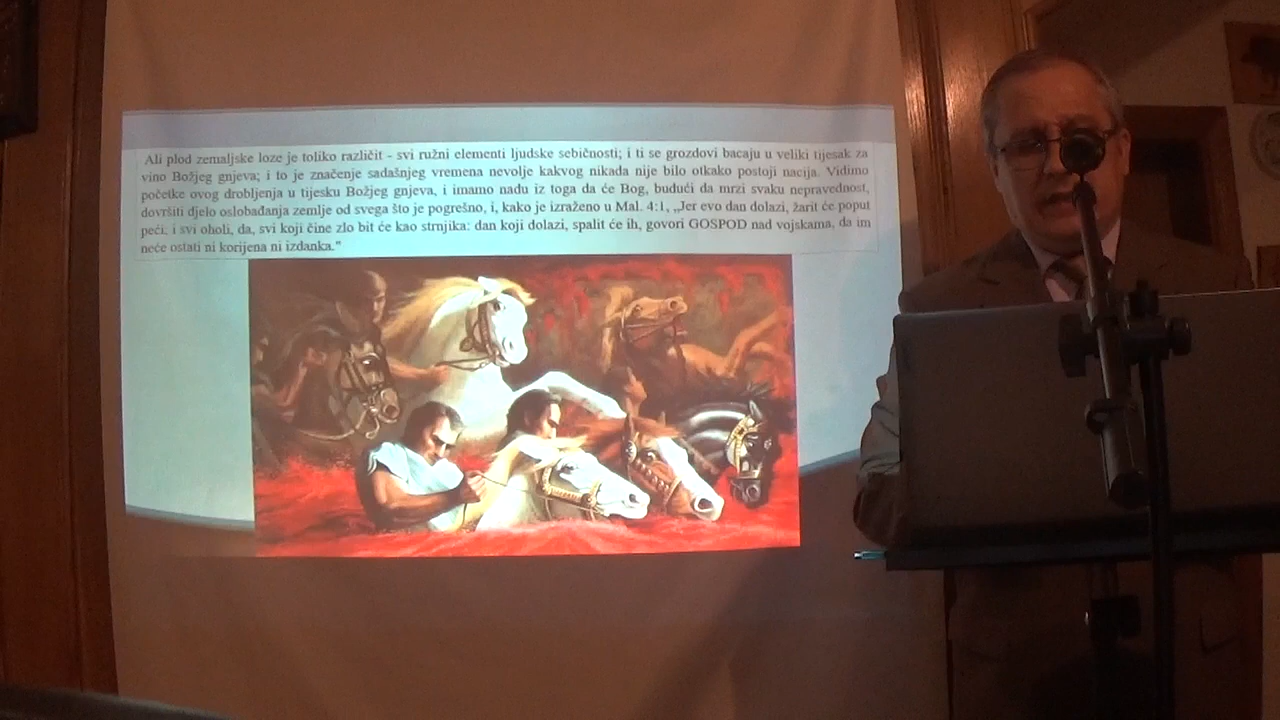 Ali plod zemaljske loze je toliko različit - svi ružni elementi ljudske sebičnosti; i ti se grozdovi bacaju u veliki tijesak za
vino Božjeg gnjeva; i to je značenje sadašnjeg vremena nevolje kakvog nikada nije bilo otkako postoji nacija. Vidimo
početke ovog drobljenja u tijesku Božjeg gnjeva, i imamo nadu iz toga da će Bog, budući da mrzi svaku nepravednost,
dovršiti djelo oslobađanja zemlje od svega što je pogrešno, i, kako je izraženo u Mal. 4:1, „Jer evo dan dolazi, žarit će poput
peći; i svi oholi, da, svi koji čine zlo bit će kao strnjika: dan koji dolazi, spalit će ih, govori GOSPOD nad vojskama, da im
neće ostati ni korijena ni izdanka."